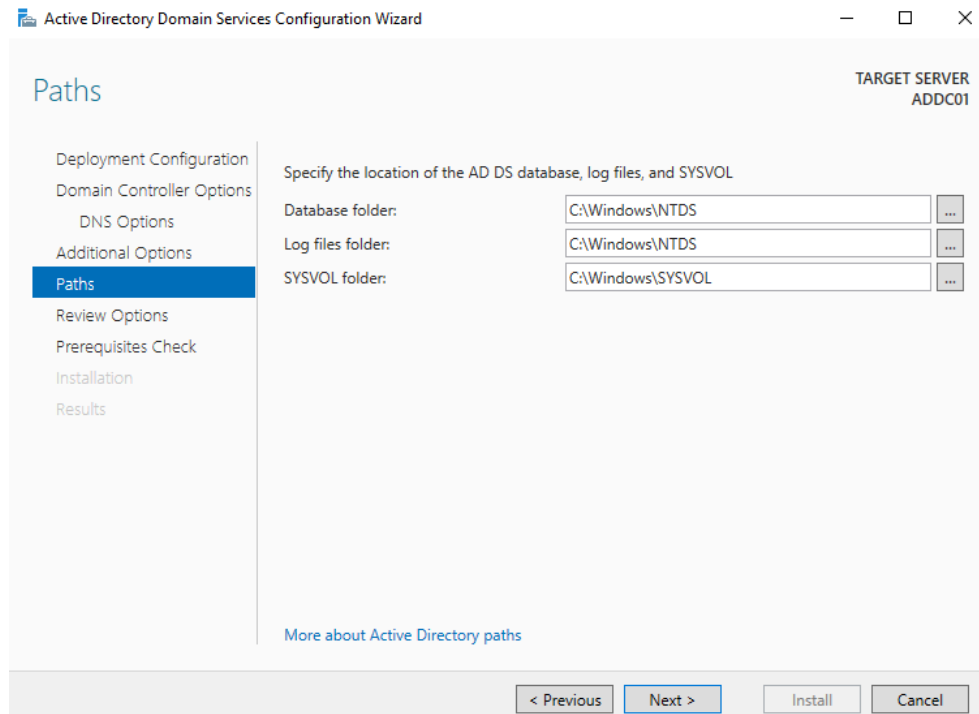 Active Directory Domain Services Configuration Wizard
Paths
TARGET SERVER
ADDC01
Deployment Configuration
Domain Controller Options
DNS Options
Additional Options
Paths
Review Options
Prerequisites Check
Installation
Results
Specify the location of the AD DS database, log files, and SYSVOL
Database folder: C:\Windows\NTDS ...
Log files folder: C:\Windows\NTDS ...
SYSVOL folder: C:\Windows\SYSVOL ...
More about Active Directory paths
< Previous Next > Install Cancel